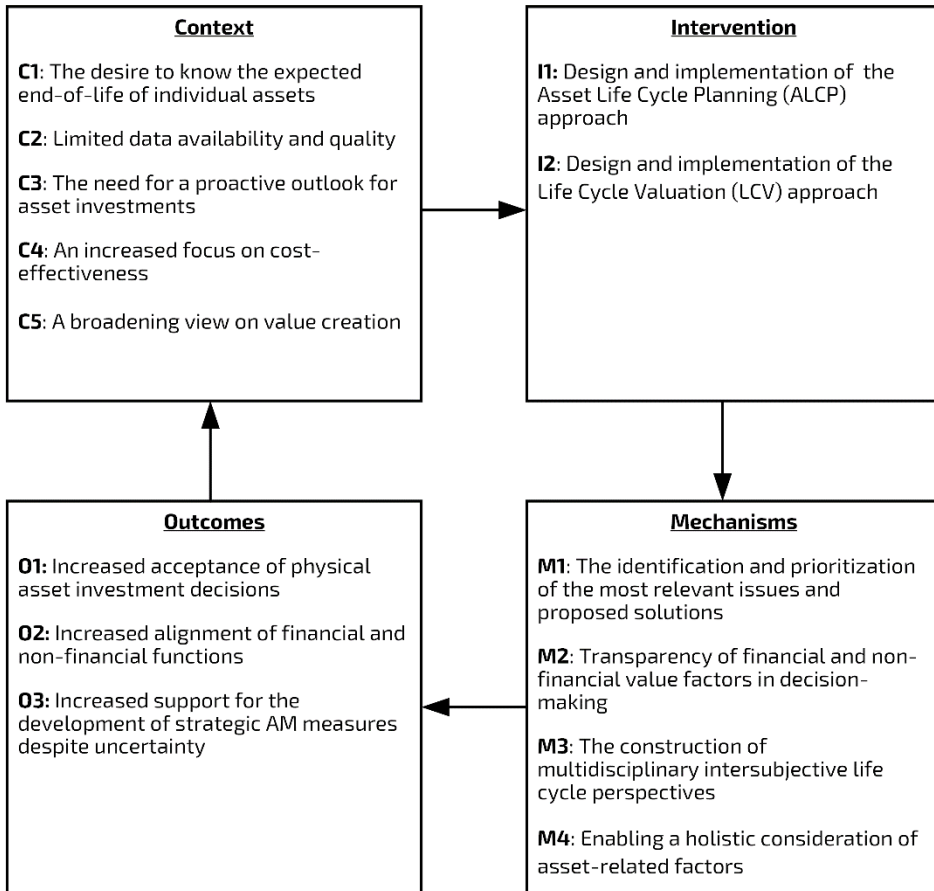 Context
C1: The desire to know the expected
end-of-life of individual assets
C2: Limited data availability and quality
C3: The need for a proactive outlook for
asset investments
C4: An increased focus on cost-
effectiveness
C5: A broadening view on value creation
Intervention
I1: Design and implementation of the
Asset Life Cycle Planning (ALCP)
approach
I2: Design and implementation of the
Life Cycle Valuation (LCV) approach
Outcomes
O1: Increased acceptance of physical
asset investment decisions
O2: Increased alignment of financial and
non-financial functions
O3: Increased support for the
development of strategic AM measures
despite uncertainty
Mechanisms
M1: The identification and prioritization
of the most relevant issues and
proposed solutions
M2: Transparency of financial and non-
financial value factors in decision-
making
M3: The construction of
multidisciplinary intersubjective life
cycle perspectives
M4: Enabling a holistic consideration of
asset-related factors